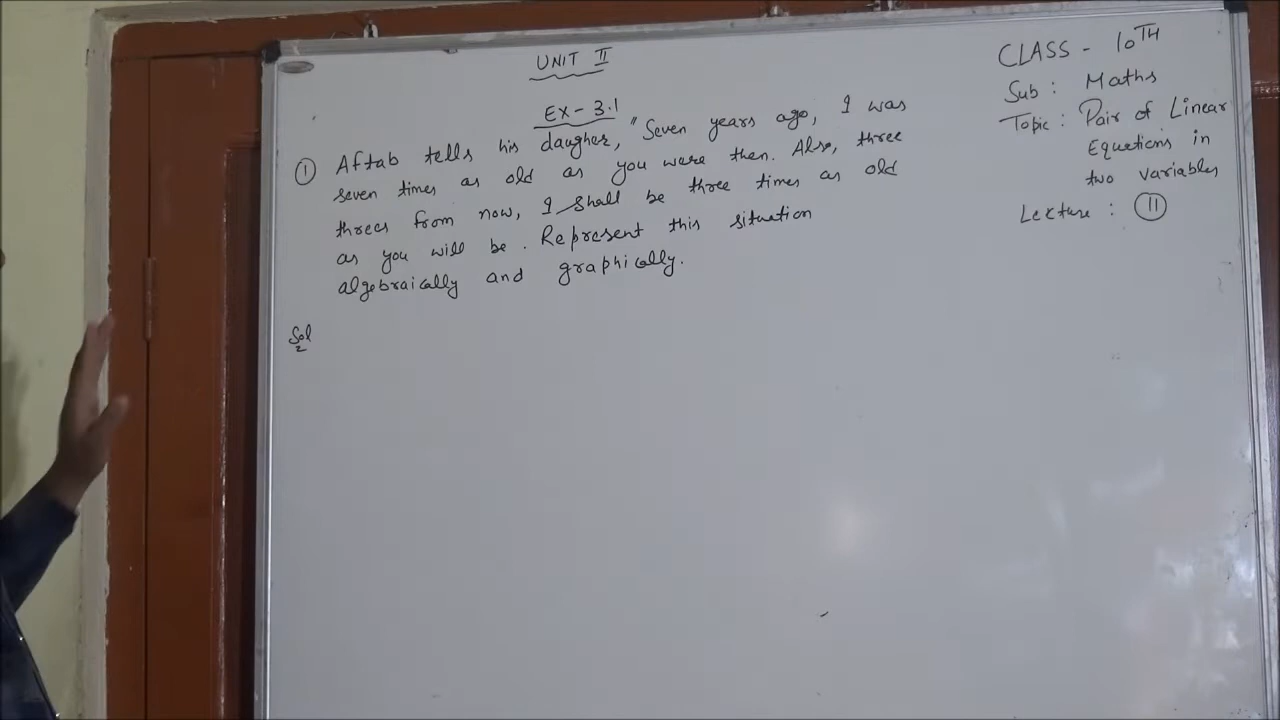 UNIT II
EX - 3.1
① Aftab tells his daugher, "Seven years ago, I was
seven times as old as you were then. Also, three
threes from now, I shall be three times as old
as you will be. Represent this situation
algebraically and graphically.
Sol
CLASS - 10TH
Sub : Maths
Topic : Pair of Linear
Equations in
two variables
Lecture : 11